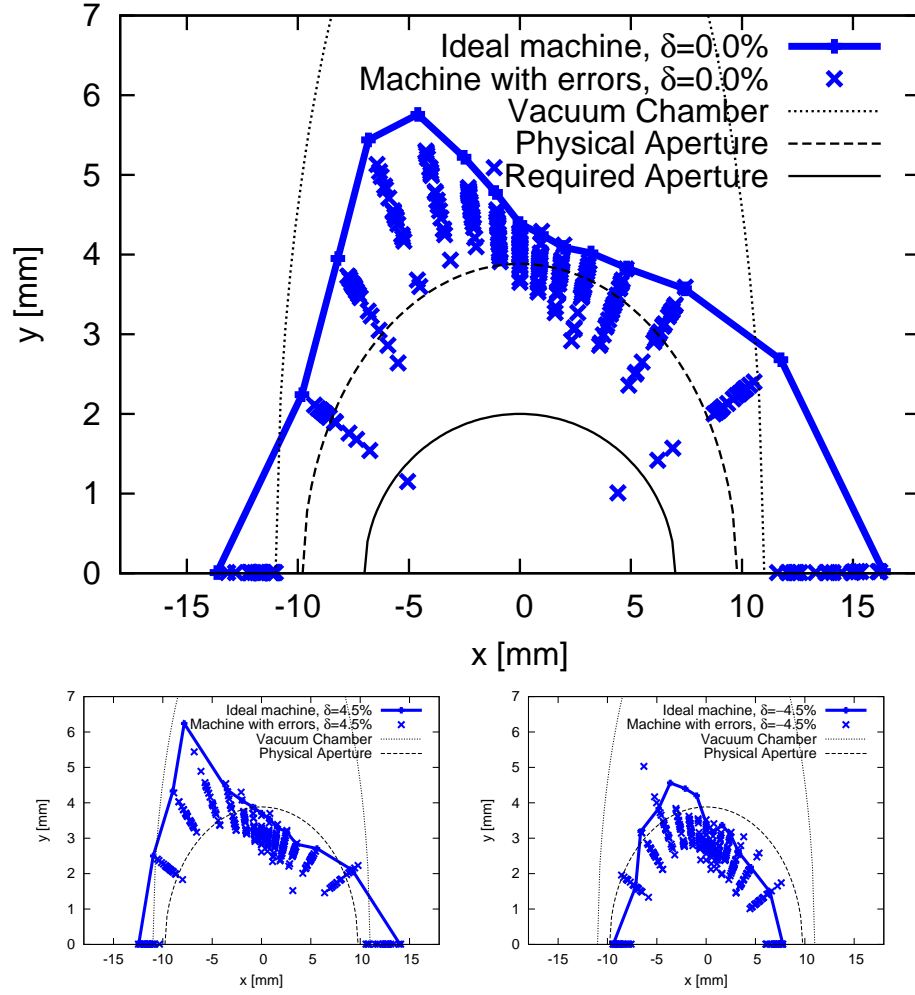 7
6
5
4
3
2
1
0
y [mm]
Ideal machine, δ=0.0%
Machine with errors, δ=0.0%
Vacuum Chamber
Physical Aperture
Required Aperture
-15 -10 -5 0 5 10 15
x [mm]
7
6
5
4
3
2
1
0
y [mm]
Ideal machine, δ=4.5%
Machine with errors, δ=4.5%
Vacuum Chamber
Physical Aperture
-15 -10 -5 0 5 10 15
x [mm]
7
6
5
4
3
2
1
0
y [mm]
Ideal machine, δ=−4.5%
Machine with errors, δ=−4.5%
Vacuum Chamber
Physical Aperture
-15 -10 -5 0 5 10 15
x [mm]